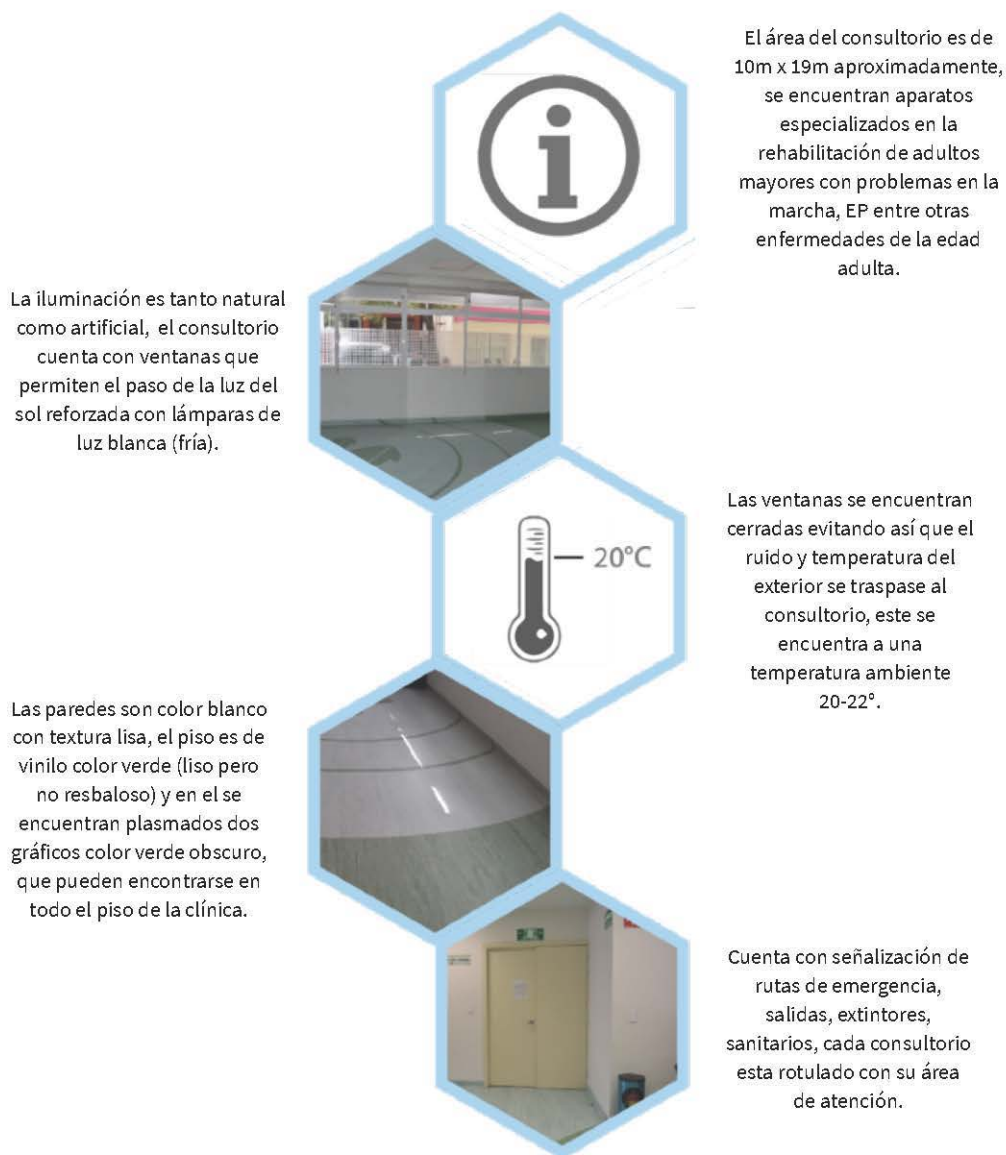 El área del consultorio es de
10m x 19m aproximadamente,
se encuentran aparatos
especializados en la
rehabilitación de adultos
mayores con problemas en la
marcha, EP entre otras
enfermedades de la edad
adulta.
La iluminación es tanto natural
como artificial, el consultorio
cuenta con ventanas que
permiten el paso de la luz del
sol reforzada con lámparas de
luz blanca (fría).
20°C
Las ventanas se encuentran
cerradas evitando así que el
ruido y temperatura del
exterior se traspase al
consultorio, este se
encuentra a una
temperatura ambiente
20-22°.
Las paredes son color blanco
con textura lisa, el piso es de
vinilo color verde (liso pero
no resbaloso) y en el se
encuentran plasmados dos
gráficos color verde obscuro,
que pueden encontrarse en
todo el piso de la clínica.
Cuenta con señalización de
rutas de emergencia,
salidas, extintores,
sanitarios, cada consultorio
esta rotulado con su área
de atención.